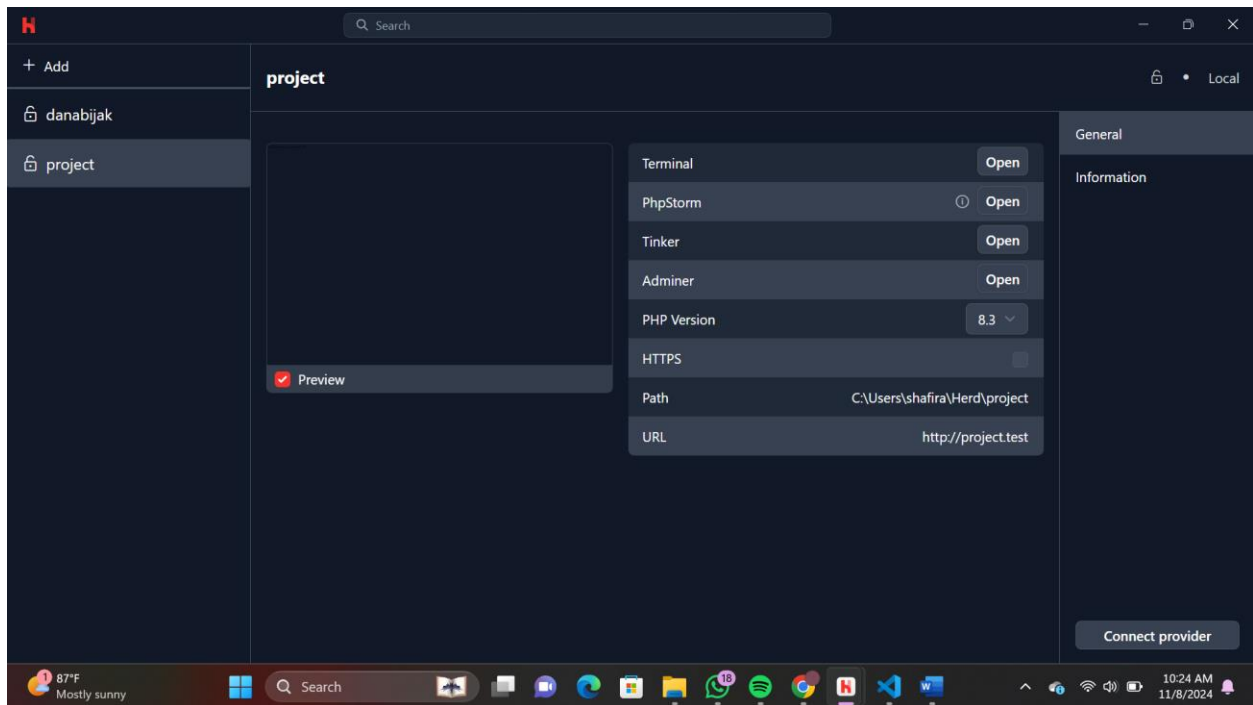 H
Search
+ Add
project
Local
danabijak
project
General
Information
Terminal
Open
PhpStorm
Open
Tinker
Open
Adminer
Open
PHP Version
8.3
HTTPS
Preview
Path
C:\Users\shafira\Herd\project
URL
http://project.test
Connect provider
1
87°F
Mostly sunny
Search
18
H
W
10:24 AM
11/8/2024